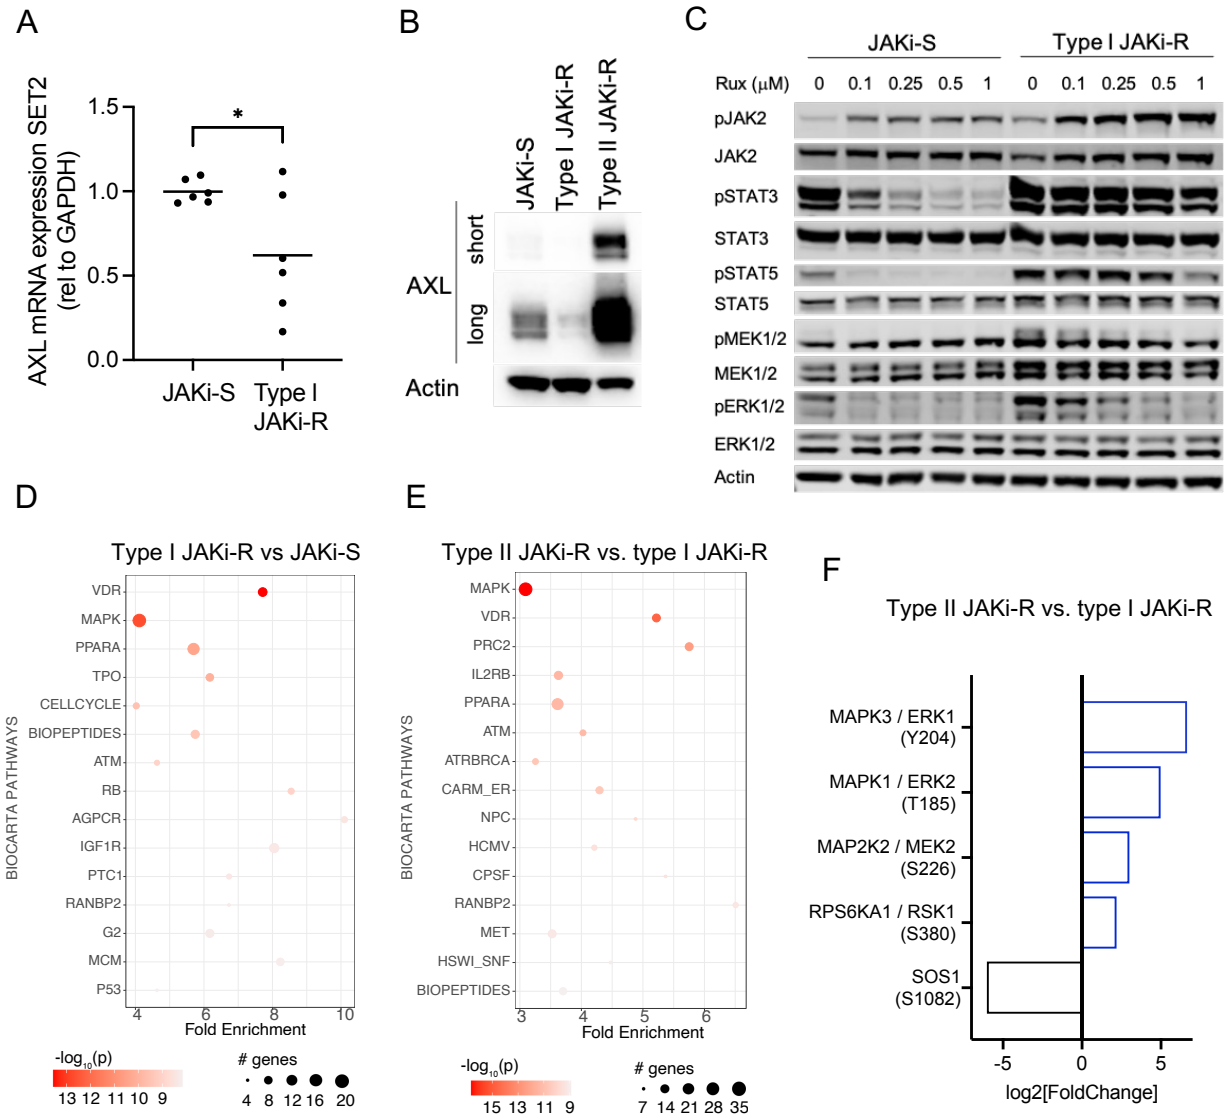 A
AXL mRNA expression SET2
(rel to GAPDH)
1.5
1.0
0.5
0.0
*
JAKi-S
Type I
JAKi-R
B
JAKi-S
Type I JAKi-R
Type II JAKi-R
AXL
short
long
Actin
C
JAKi-S
Type I JAKi-R
Rux (μM)
0 0.1 0.25 0.5 1 0 0.1 0.25 0.5 1
pJAK2
JAK2
pSTAT3
STAT3
pSTAT5
STAT5
pMEK1/2
MEK1/2
pERK1/2
ERK1/2
Actin
D
Type I JAKi-R vs JAKi-S
BIOCARTA PATHWAYS
VDR
MAPK
PPARA
TPO
CELLCYCLE
BIOPEPTIDES
ATM
RB
AGPCR
IGF1R
PTC1
RANBP2
G2
MCM
P53
4 6 8 10
Fold Enrichment
-log10(p)
13 12 11 10 9
# genes
4 8 12 16 20
E
Type II JAKi-R vs. type I JAKi-R
BIOCARTA PATHWAYS
MAPK
VDR
PRC2
IL2RB
PPARA
ATM
ATRBRCA
CARM_ER
NPC
HCMV
CPSF
RANBP2
MET
HSWI_SNF
BIOPEPTIDES
3 4 5 6
Fold Enrichment
-log10(p)
15 13 11 9
# genes
7 14 21 28 35
F
Type II JAKi-R vs. type I JAKi-R
MAPK3 / ERK1
(Y204)
MAPK1 / ERK2
(T185)
MAP2K2 / MEK2
(S226)
RPS6KA1 / RSK1
(S380)
SOS1
(S1082)
-5 0 5
log2[FoldChange]